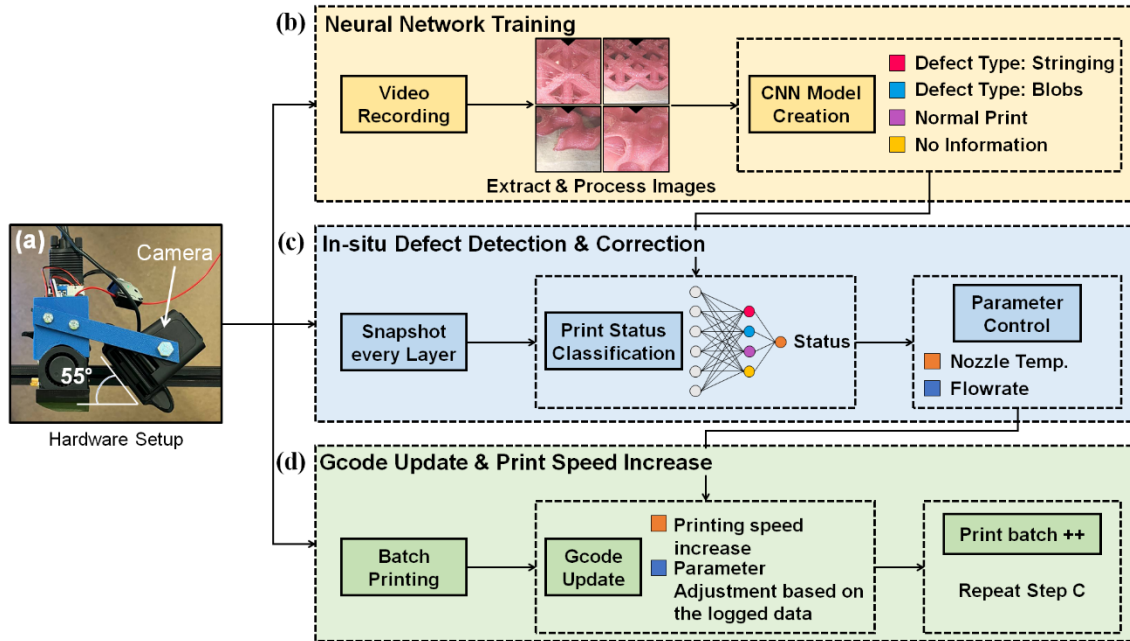 (a)
Camera
55°
Hardware Setup
(b)
Neural Network Training
Video
Recording
Extract & Process Images
CNN Model
Creation
Defect Type: Stringing
Defect Type: Blobs
Normal Print
No Information
(c)
In-situ Defect Detection & Correction
Snapshot
every Layer
Print Status
Classification
Status
Parameter
Control
Nozzle Temp.
Flowrate
(d)
Gcode Update & Print Speed Increase
Batch
Printing
Gcode
Update
Printing speed
increase
Parameter
Adjustment based on
the logged data
Print batch ++
Repeat Step C